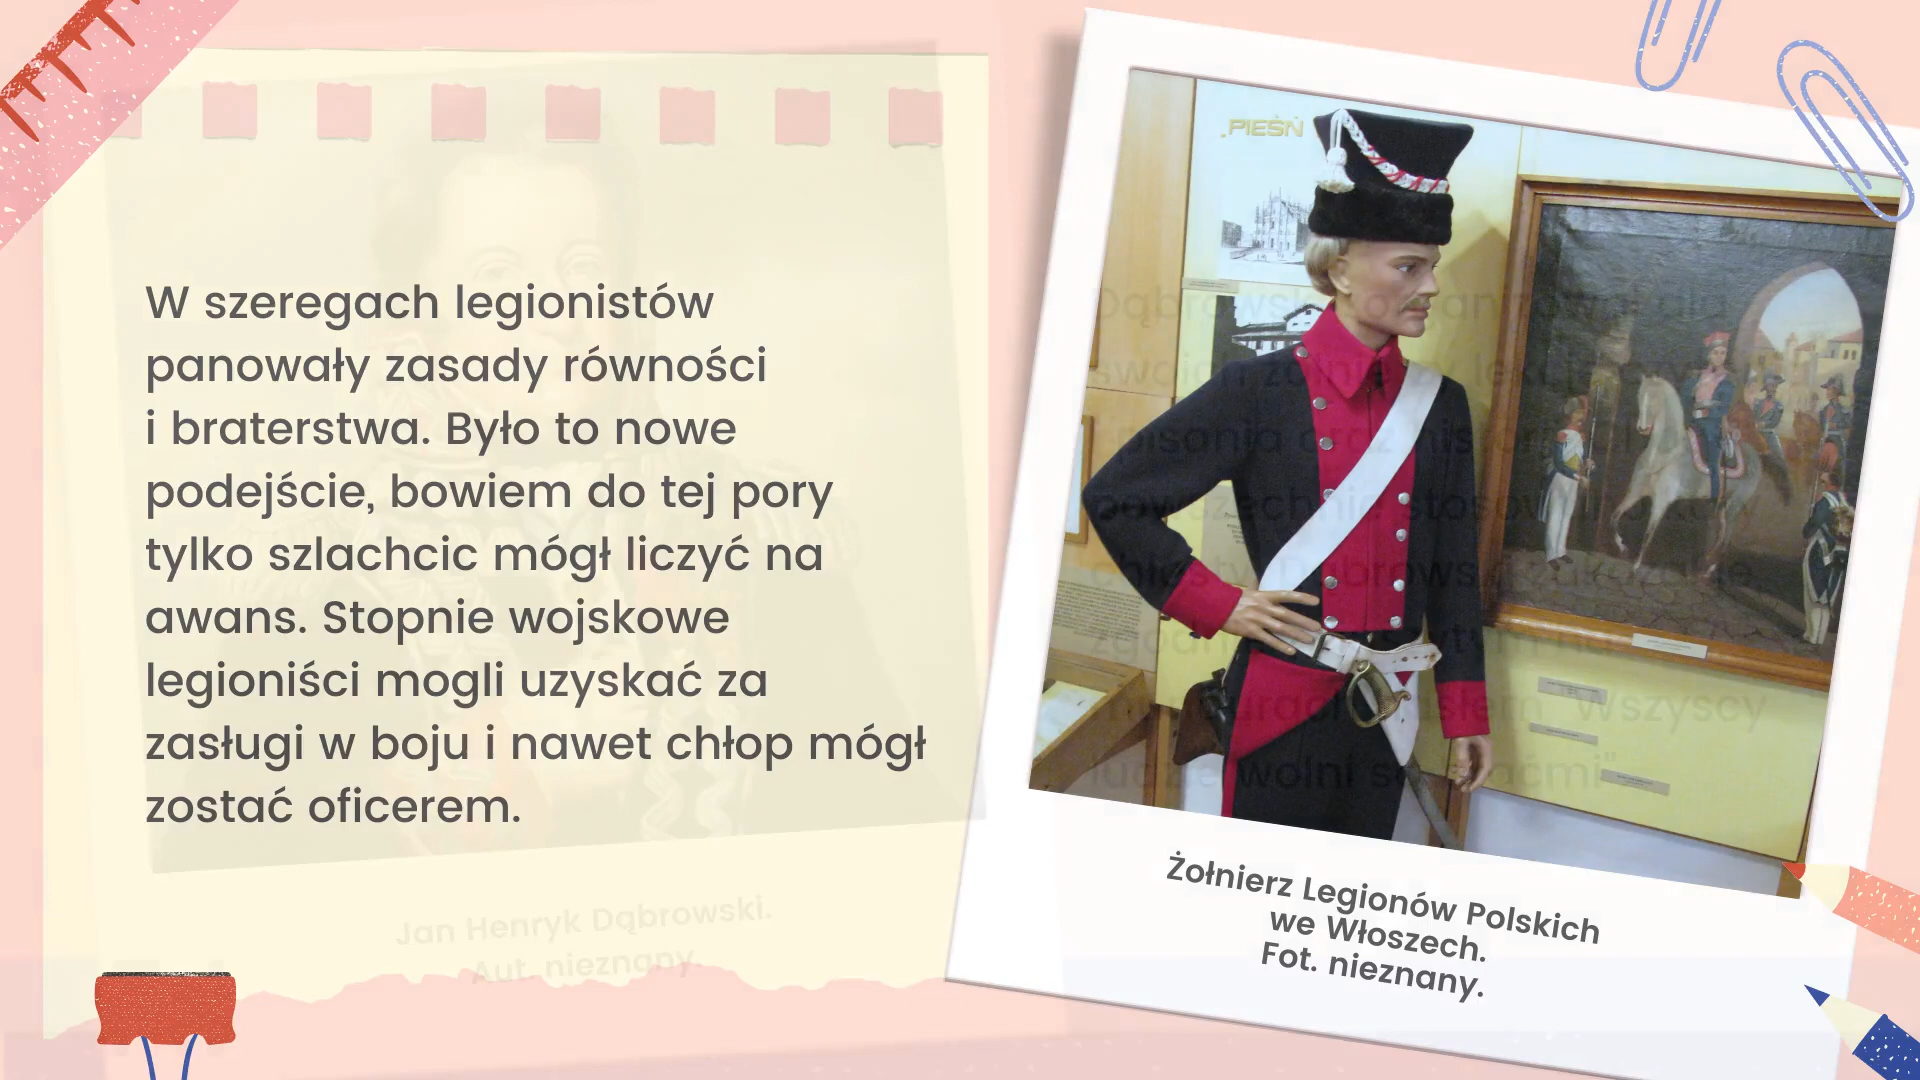 W szeregach legionistów
panowały zasady równości
i braterstwa. Było to nowe
podejście, bowiem do tej pory
tylko szlachcic mógł liczyć na
awans. Stopnie wojskowe
legioniści mogli uzyskać za
zasługi w boju i nawet chłop mógł
zostać oficerem.
Jan Henryk Dąbrowski.
Aut. nieznany.
PIEŚŃ
Żołnierz Legionów Polskich
we Włoszech.
Fot. nieznany.